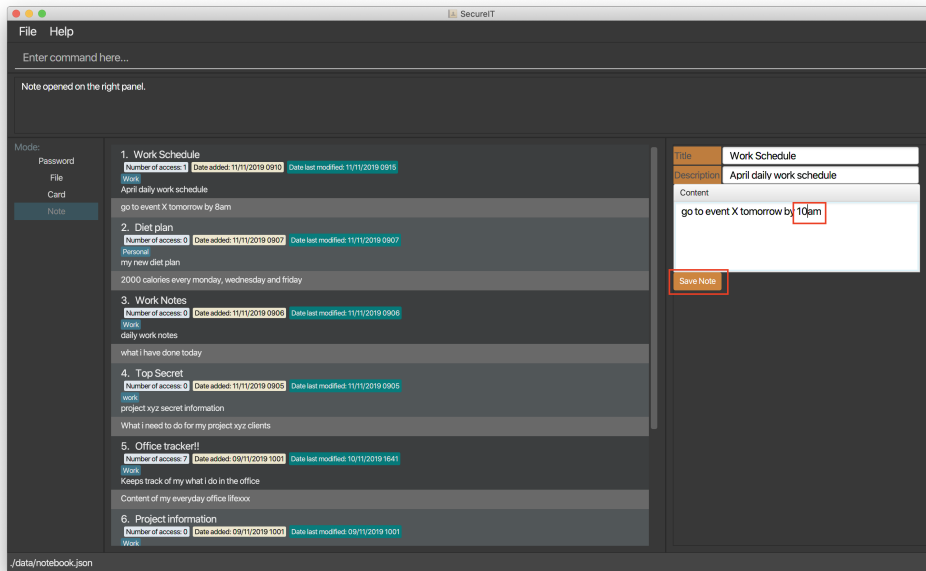 SecureIT
File Help
Enter command here...
Note opened on the right panel.
Mode:
Password
File
Card
Note
1. Work Schedule
Number of access: 1 Date added: 11/11/2019 0910 Date last modified: 11/11/2019 0915
Work
April daily work schedule
go to event X tomorrow by 8am
2. Diet plan
Number of access: 0 Date added: 11/11/2019 0907 Date last modified: 11/11/2019 0907
Personal
my new diet plan
2000 calories every monday, wednesday and friday
3. Work Notes
Number of access: 0 Date added: 11/11/2019 0906 Date last modified: 11/11/2019 0906
Work
daily work notes
what i have done today
4. Top Secret
Number of access: 0 Date added: 11/11/2019 0905 Date last modified: 11/11/2019 0905
work
project xyz secret information
What i need to do for my project xyz clients
5. Office tracker!!
Number of access: 7 Date added: 09/11/2019 1001 Date last modified: 10/11/2019 1641
Work
Keeps track of my what i do in the office
Content of my everyday office lifexxx
6. Project information
Number of access: 0 Date added: 09/11/2019 1001 Date last modified: 09/11/2019 1001
Work
Title Work Schedule
Description April daily work schedule
Content
go to event X tomorrow by 10am
Save Note
./data/notebook.json